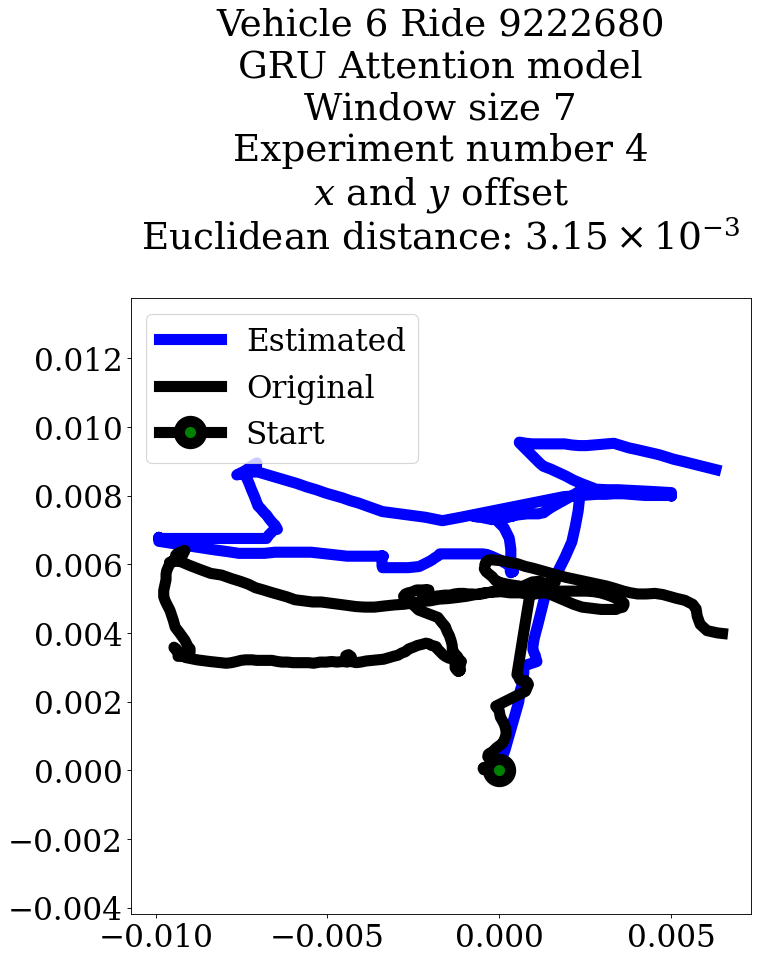 Vehicle 6 Ride 9222680
GRU Attention model
Window size 7
Experiment number 4
x and y offset
Euclidean distance: 3.15 × 10⁻³
Estimated
Original
Start
0.012
0.010
0.008
0.006
0.004
0.002
0.000
−0.002
−0.004
−0.010 −0.005 0.000 0.005